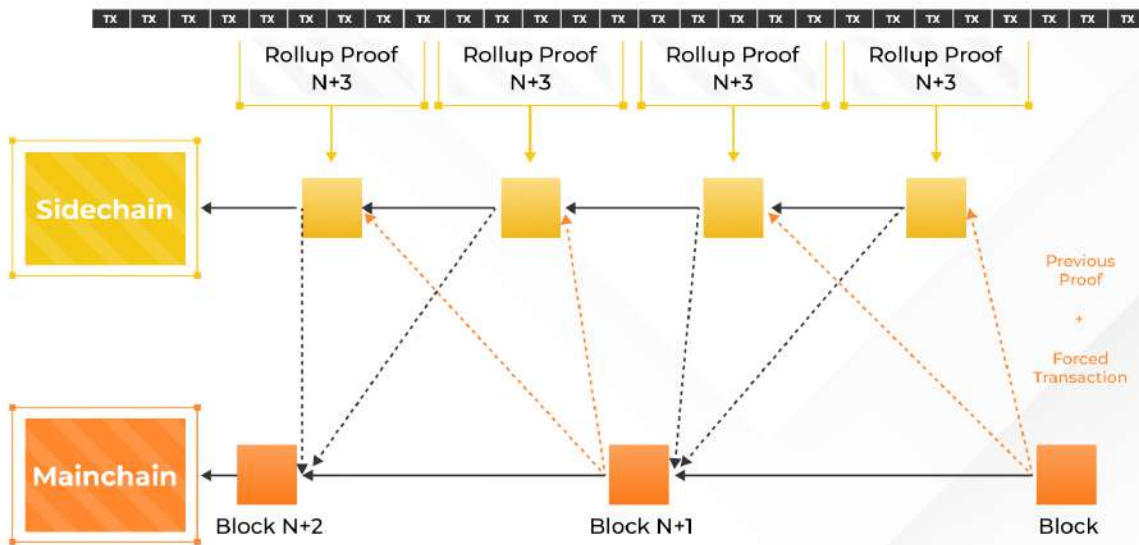 TX TX TX TX TX TX TX TX TX TX TX TX TX TX TX TX TX TX TX TX TX TX TX TX TX TX TX
Rollup Proof
N+3
Rollup Proof
N+3
Rollup Proof
N+3
Rollup Proof
N+3
Sidechain
Previous
Proof
+
Forced
Transaction
Mainchain
Block N+2
Block N+1
Block